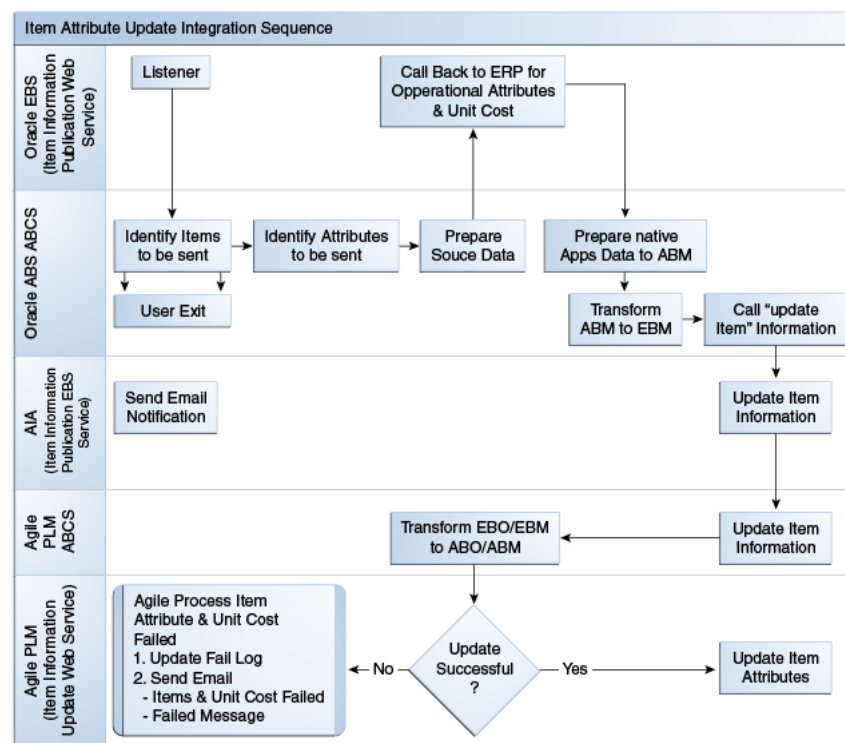 Item Attribute Update Integration Sequence
Oracle EBS
(Item Information
Publication Web
Service)
Listener
Call Back to ERP for
Opperational Attributes
& Unit Cost
Oracle ABS ABCS
Identify Items
to be sent
Identify Attributes
to be sent
Prepare
Souce Data
Prepare native
Apps Data to ABM
User Exit
Transform
ABM to EBM
Call “update
Item” Information
AIA
(Item Information
Publication EBS
Service)
Send Email
Notification
Update Item
Information
Agile
PLM
ABCS
Transform EBO/EBM
to ABO/ABM
Update Item
Information
Agile PLM
(Item Information
Update Web Service)
Agile Process Item
Attribute & Unit Cost
Failed
1. Update Fail Log
2. Send Email
- Items & Unit Cost Failed
- Failed Message
No
Update
Successful
?
Yes
Update Item
Attributes